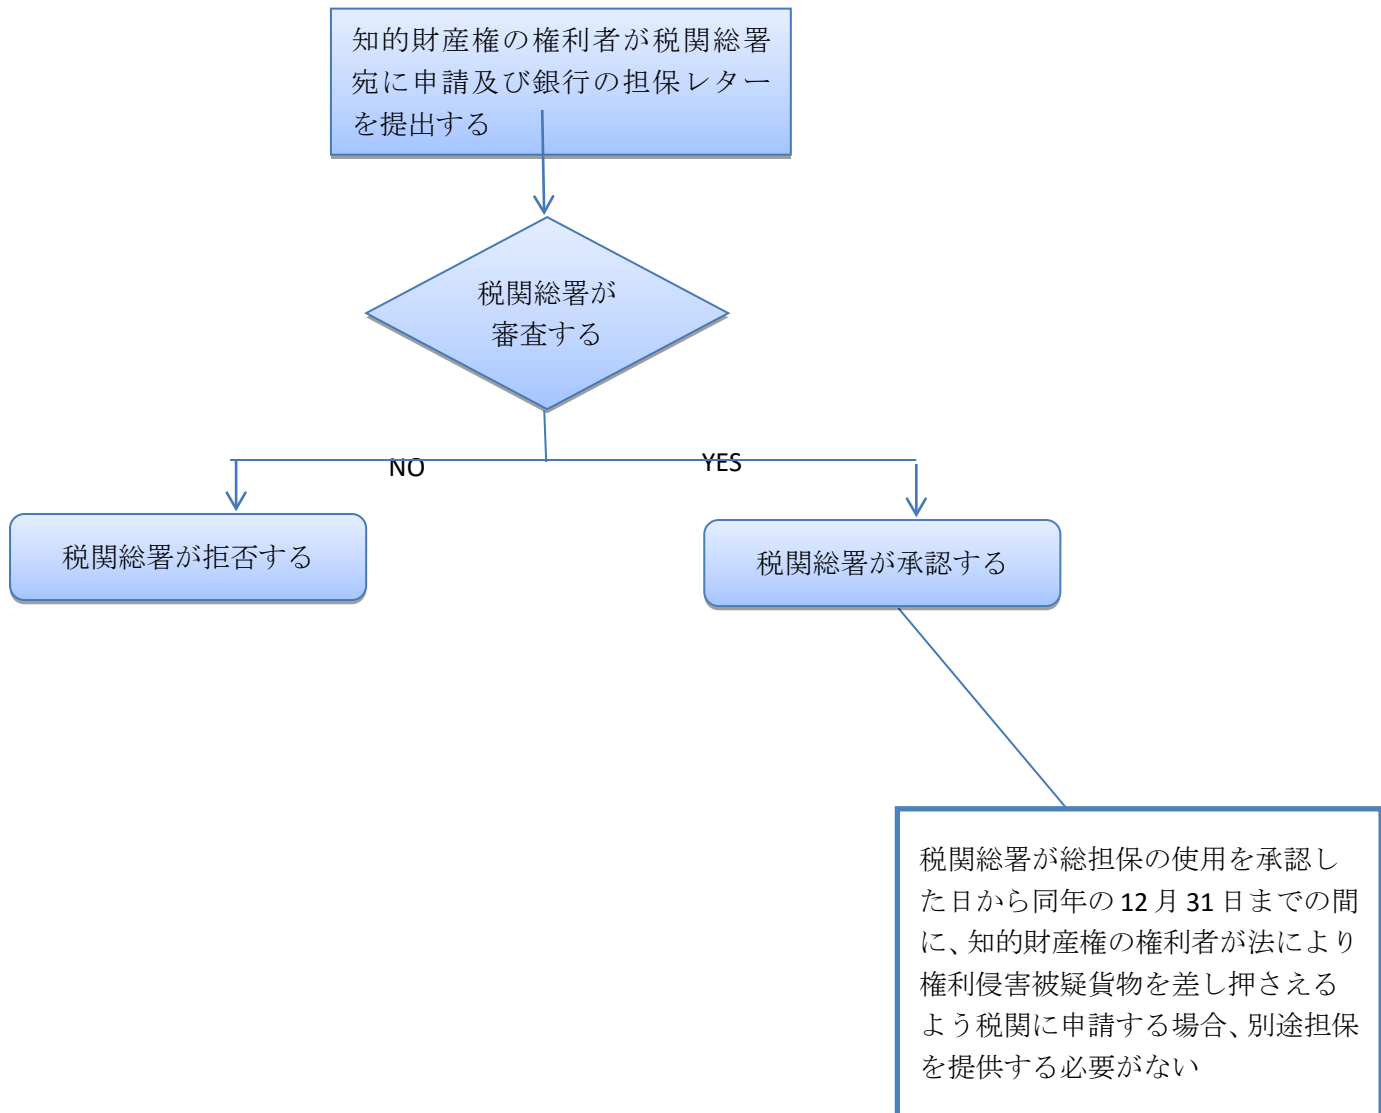 知的財産権の権利者が税関総署
宛に申請及び銀行の担保レター
を提出する
税関総署が
審査する
NO
YES
税関総署が拒否する
税関総署が承認する
税関総署が総担保の使用を承認し
た日から同年の 12 月 31 日までの間
に、知的財産権の権利者が法により
権利侵害被疑貨物を差し押さえる
よう税関に申請する場合、別途担保
を提供する必要がない